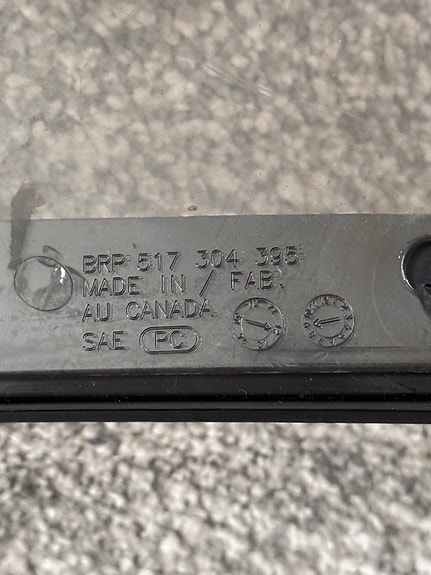 BRP 517 304 395
MADE IN / FAB.
AU CANADA
SAE PC